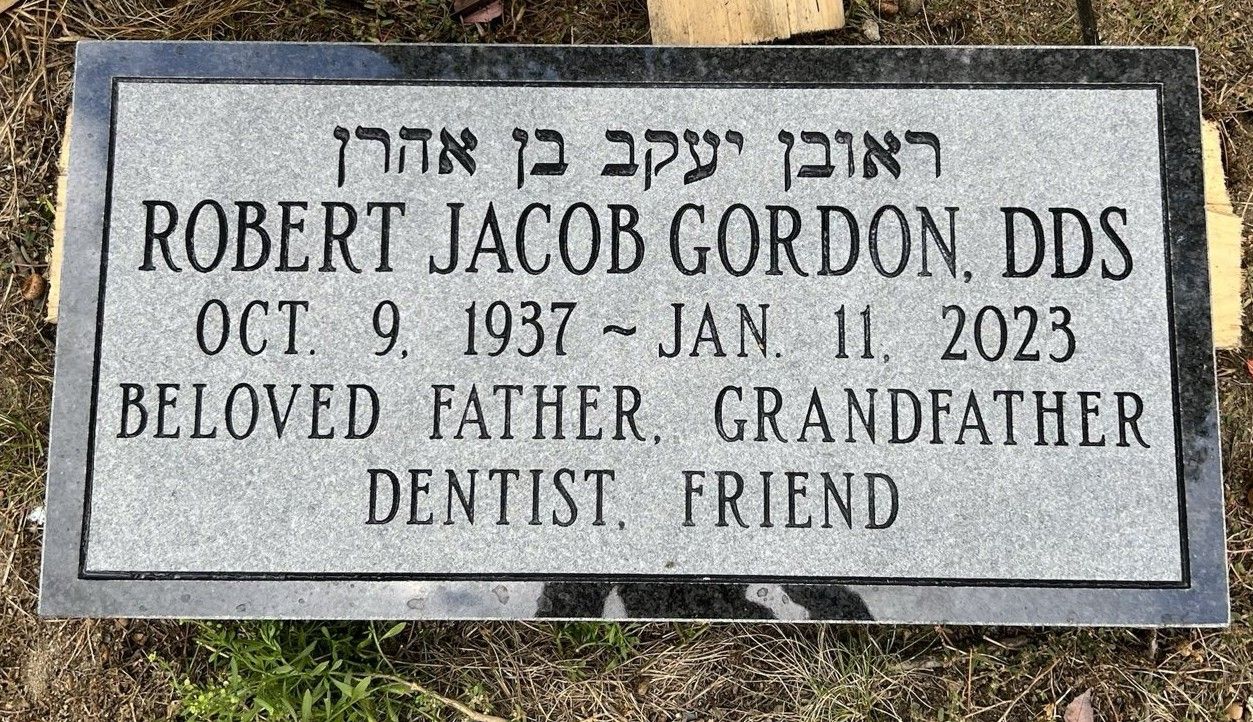 ראובן יעקב בן אהרן
ROBERT JACOB GORDON, DDS
OCT. 9, 1937 ~ JAN. 11, 2023
BELOVED FATHER, GRANDFATHER
DENTIST, FRIEND